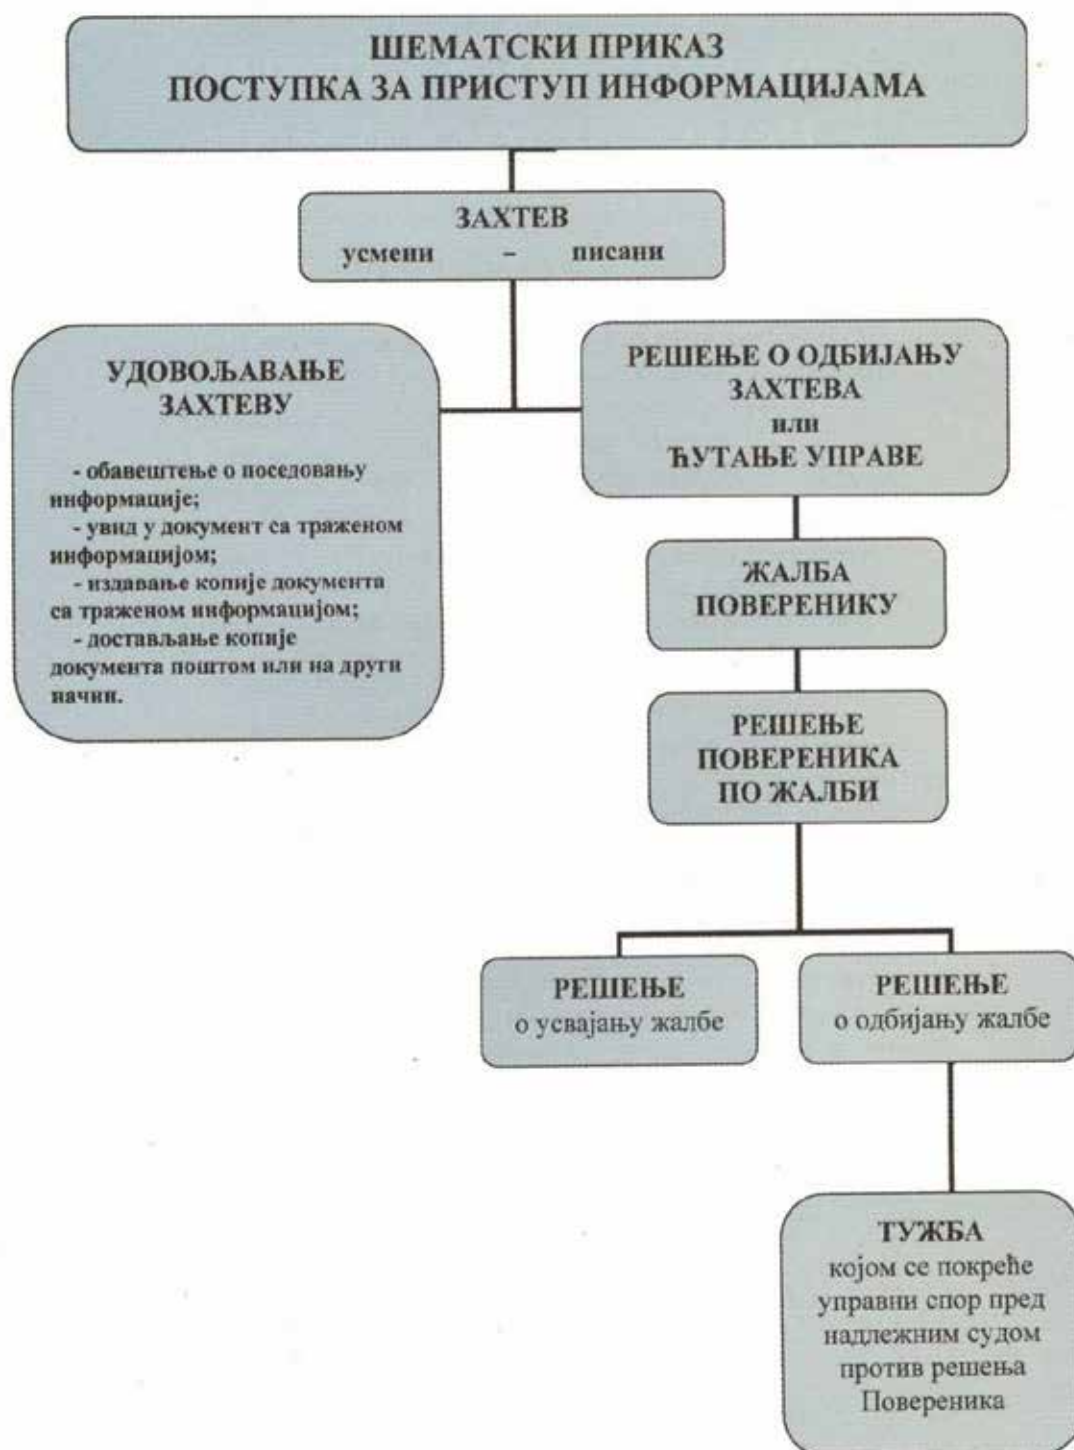 ШЕМАТСКИ ПРИКАЗ
ПОСТУПКА ЗА ПРИСТУП ИНФОРМАЦИЈАМА
ЗАХТЕВ
усмени – писани
УДОВОЉАВАЊЕ
ЗАХТЕВУ
- обавештење о поседовању
информације;
- увид у документ са траженом
информацијом;
- издавање копије документа
са траженом информацијом;
- достављање копије
документа поштом или на други
начин.
РЕШЕЊЕ О ОДБИЈАЊУ
ЗАХТЕВА
или
ЋУТАЊЕ УПРАВЕ
ЖАЛБА
ПОВЕРЕНИКУ
РЕШЕЊЕ
ПОВЕРЕНИКА
ПО ЖАЛБИ
РЕШЕЊЕ
о усвајању жалбе
РЕШЕЊЕ
о одбијању жалбе
ТУЖБА
којом се покреће
управни спор пред
надлежним судом
против решења
Повереника